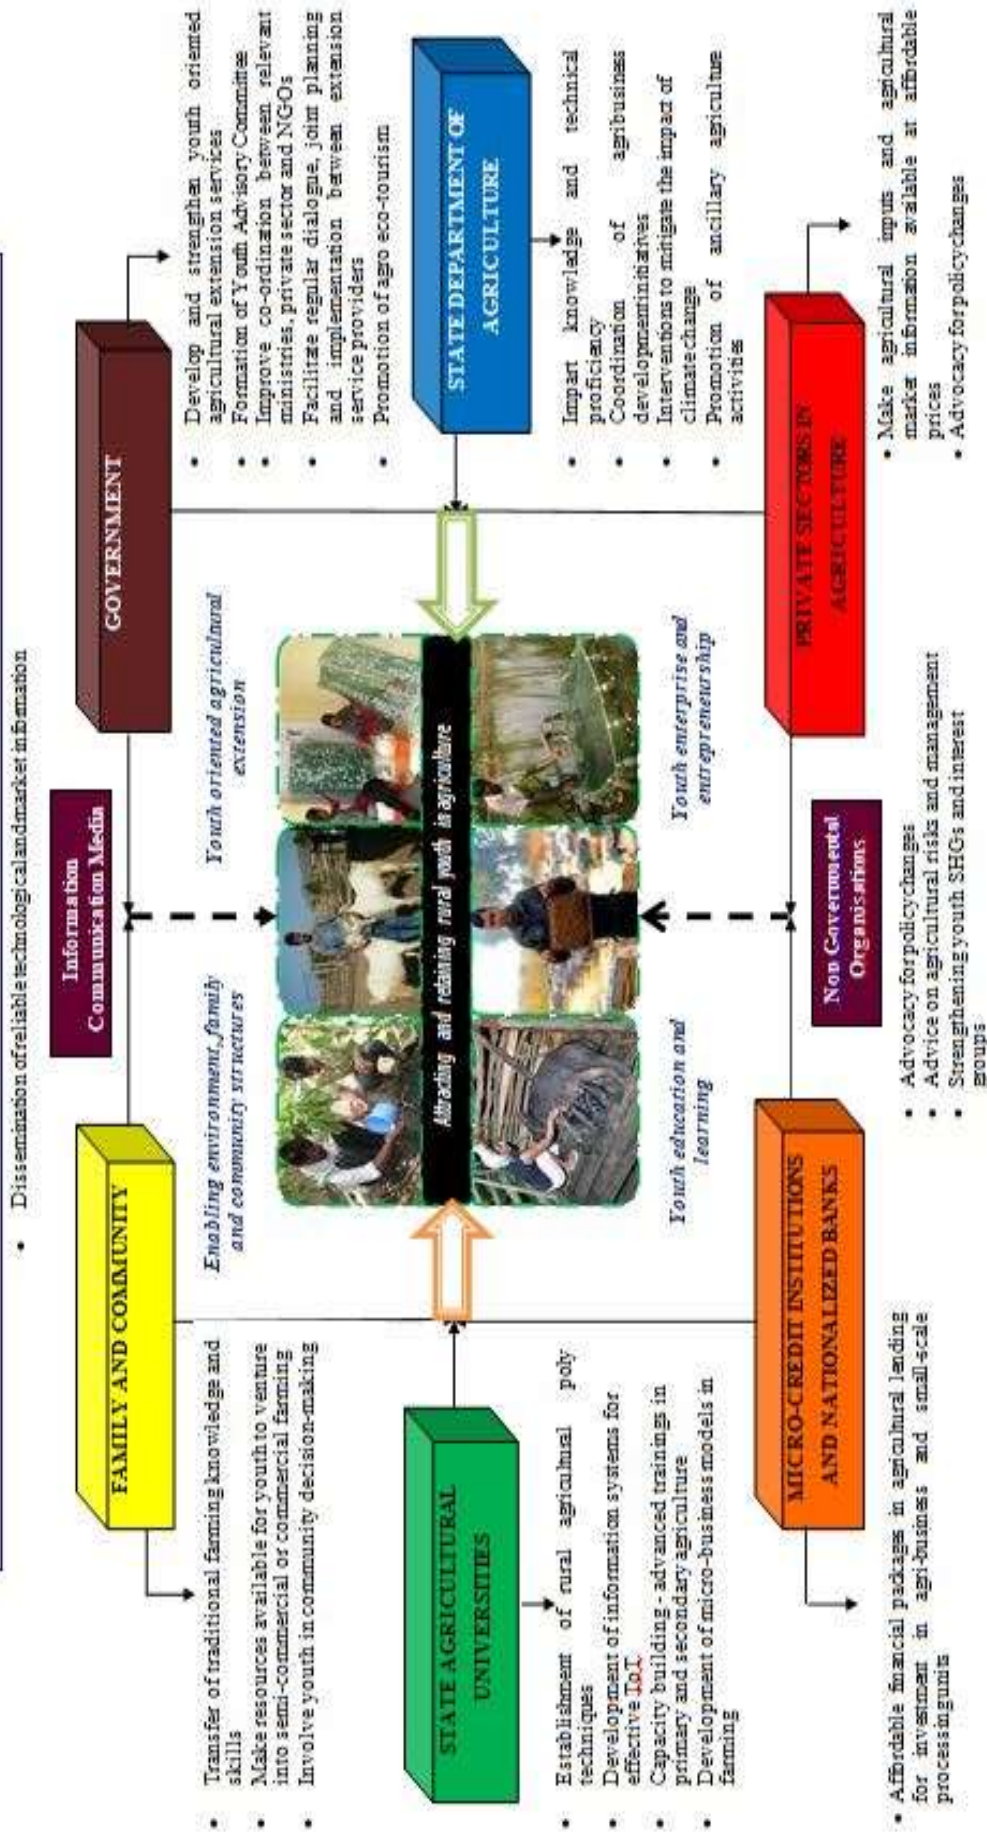 • Dissemination of reliable technological and market information
Information
Communication Media
FAMILY AND COMMUNITY
GOVERNMENT
• Transfer of traditional farming knowledge and
skills
• Make resources available for youth to venture
into semi-commercial or commercial farming
• Involve youth in community decision-making
Enabling environment, family
and community structures
Youth oriented agricultural
extension
• Develop and strengthen youth oriented
agricultural extension services
• Formation of Youth Advisory Committee
• Improve co-ordination between relevant
ministries, private sector and NGOs
• Facilitate regular dialogue, joint planning
and implementation between extension
service providers
• Promotion of agro eco-tourism
STATE AGRICULTURAL
UNIVERSITIES
Attracting and retaining rural youth in agriculture
STATE DEPARTMENT OF
AGRICULTURE
• Establishment of rural agricultural poly
techniques
• Development of information systems for
effective IoT
• Capacity building - advanced trainings in
primary and secondary agriculture
• Development of micro-business models in
farming
Youth education and
learning
Youth enterprise and
entrepreneurship
• Impart knowledge and technical
proficiency
• Coordination of agribusiness
development initiatives
• Interventions to mitigate the impact of
climate change
• Promotion of ancillary agriculture
activities
MICRO-CREDIT INSTITUTIONS
AND NATIONALIZED BANKS
Non Governmental
Organisations
PRIVATE SECTORS IN
AGRICULTURE
• Affordable financial packages in agricultural lending
for investment in agri-business and small-scale
processing units
• Advocacy for policy changes
• Advice on agricultural risks and management
• Strengthening youth SHGs and interest
groups
• Make agricultural inputs and agricultural
market information available at affordable
prices
• Advocacy for policy changes